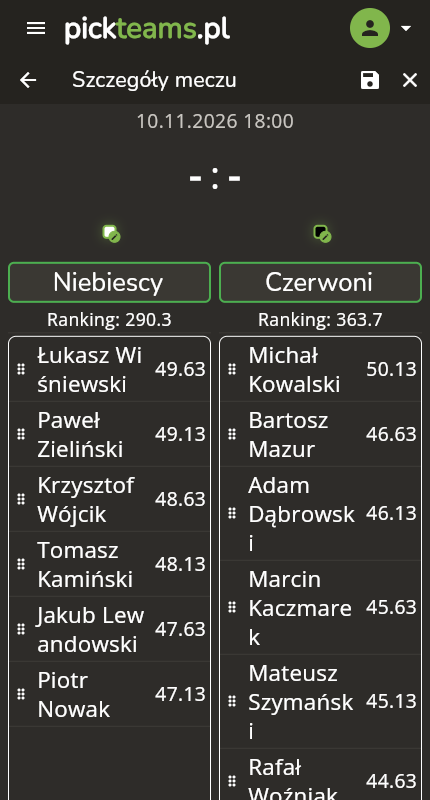 pickteams.pl
Szczegóły meczu
10.11.2026 18:00
- : -
Niebiescy
Ranking: 290.3
Łukasz Wi
śniewski
49.63
Paweł
Zieliński
49.13
Krzysztof
Wójcik
48.63
Tomasz
Kamiński
48.13
Jakub Lew
andowski
47.63
Piotr
Nowak
47.13
Czerwoni
Ranking: 363.7
Michał
Kowalski
50.13
Bartosz
Mazur
46.63
Adam
Dąbrowsk
i
46.13
Marcin
Kaczmare
k
45.63
Mateusz
Szymańsk
i
45.13
Rafał
Woźniak
44.63